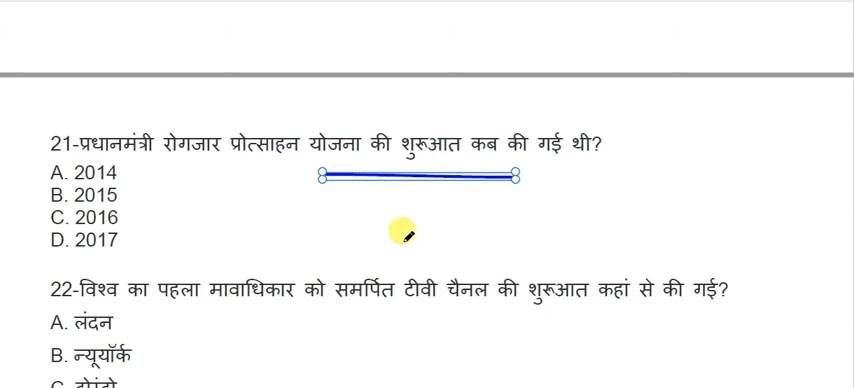 21-प्रधानमंत्री रोगजार प्रोत्साहन योजना की शुरूआत कब की गई थी?
A. 2014
B. 2015
C. 2016
D. 2017
22-विश्व का पहला मावाधिकार को समर्पित टीवी चैनल की शुरूआत कहां से की गई?
A. लंदन
B. न्यूयॉर्क